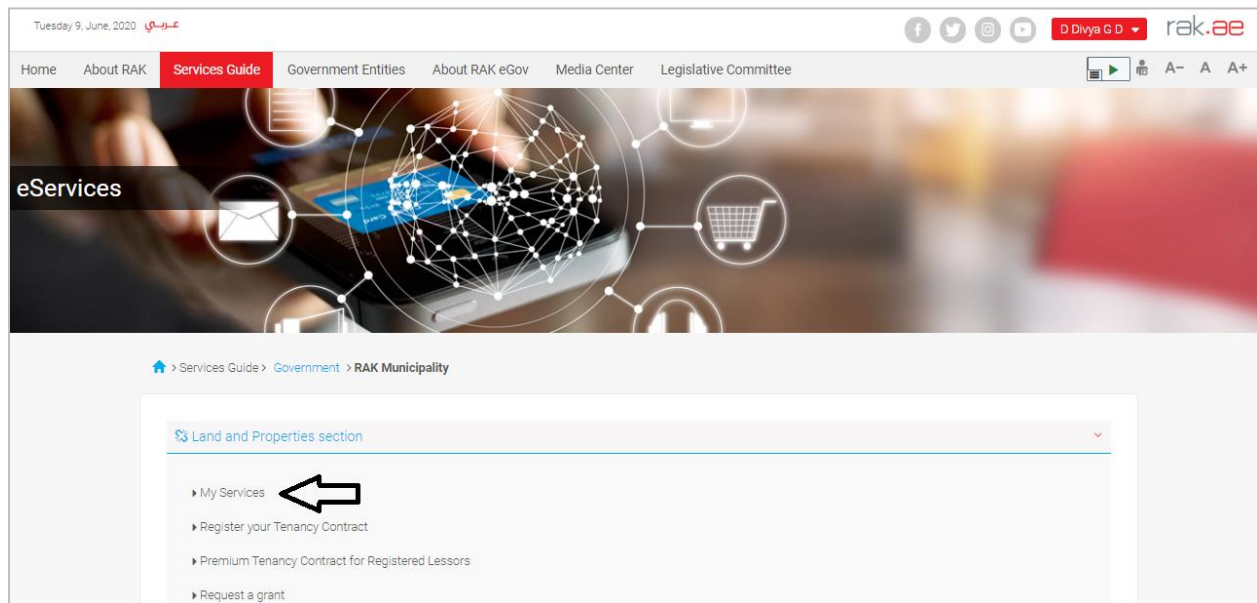 Tuesday 9, June, 2020 عـربـي
D Divya G D
rak.ae
Home About RAK Services Guide Government Entities About RAK eGov Media Center Legislative Committee A- A A+
eServices
Card
> Services Guide > Government > RAK Municipality
Land and Properties section
My Services
Register your Tenancy Contract
Premium Tenancy Contract for Registered Lessors
Request a grant